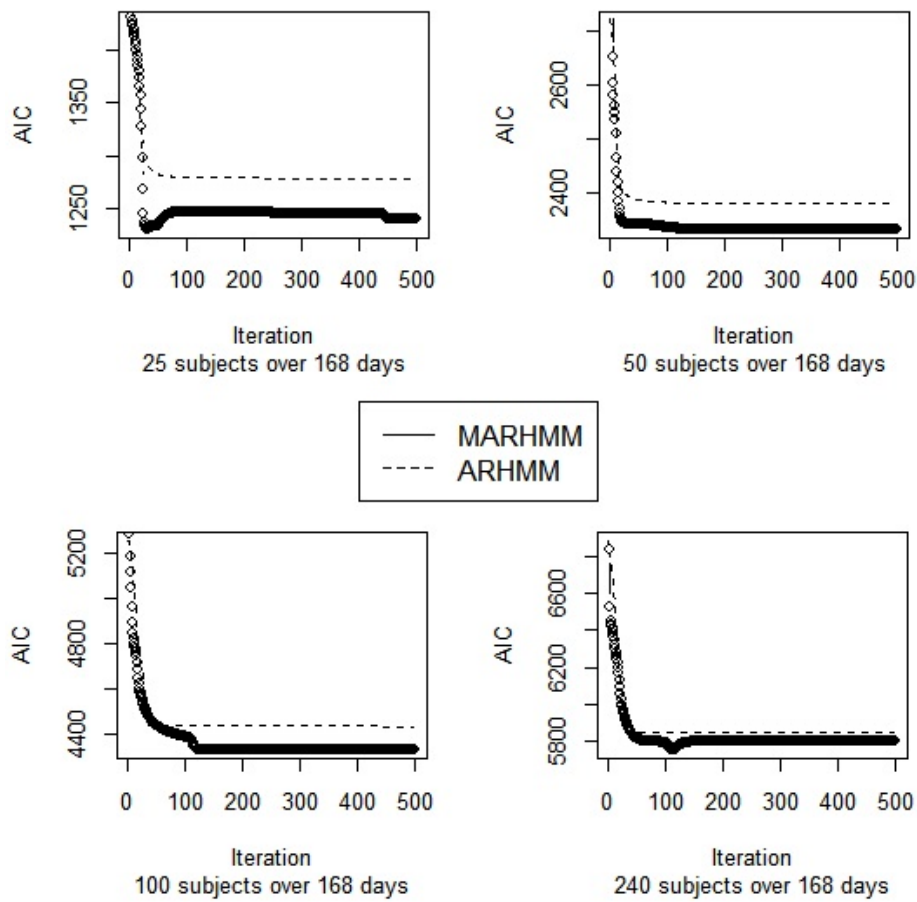 AIC
1350
1250
0 100 200 300 400 500
Iteration
25 subjects over 168 days
AIC
2600
2400
0 100 200 300 400 500
Iteration
50 subjects over 168 days
MARHMM
ARHMM
AIC
5200
4800
4400
0 100 200 300 400 500
Iteration
100 subjects over 168 days
AIC
6600
6200
5800
0 100 200 300 400 500
Iteration
240 subjects over 168 days